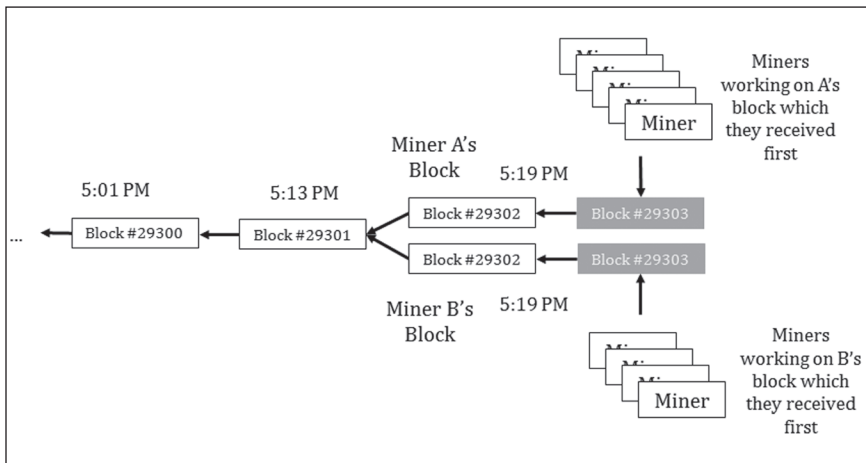 Miners
working on A's
block which
they received
first
Miner
Miner A's
Block
5:01 PM
5:13 PM
5:19 PM
Block #29302
Block #29303
...
Block #29300
Block #29301
Block #29302
Block #29303
Miner B's
Block
5:19 PM
Miners
working on B's
block which
they received
first
Miner